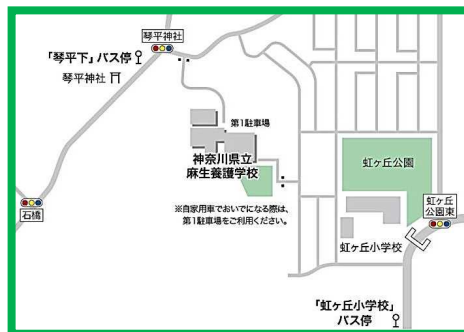 琴平神社
「琴平下」バス停
琴平神社
第1駐車場
神奈川県立
麻生養護学校
※自家用車でおいでになる際は、
第1駐車場をご利用ください。
石橋
虹ヶ丘公園
虹ヶ丘
公園東
虹ヶ丘小学校
「虹ヶ丘小学校」
バス停